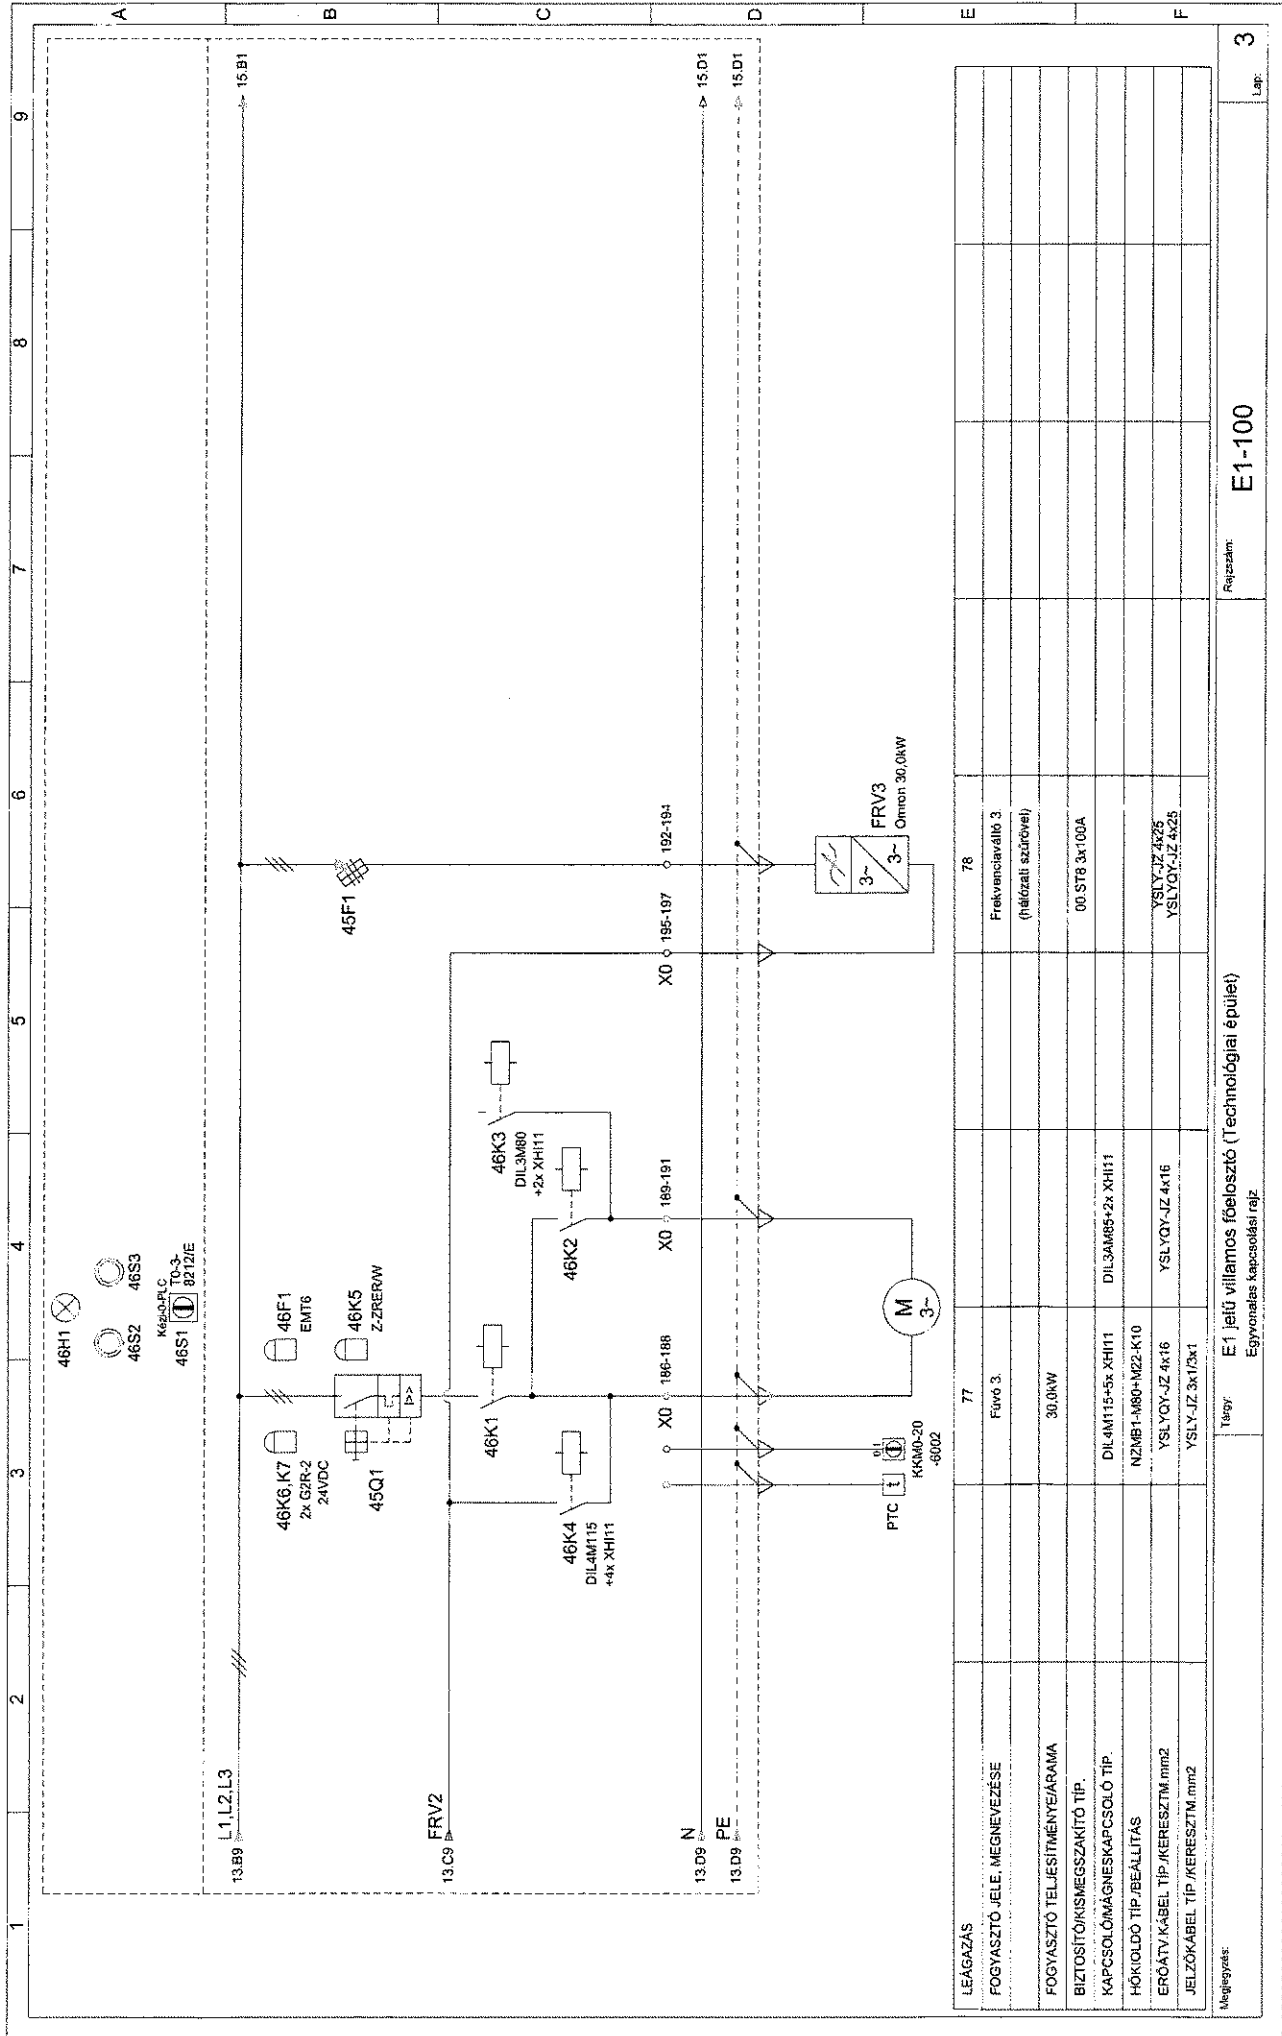 1 2 3 4 5 6 7 8 9
A
B
C
D
E
F
46H1
46S2
46S3
Kézi-0-PLC
46S1
T0-3-
8212/E
L1,L2,L3
13.B9
15.B1
46K6,K7
2x G2R-2
24VDC
46F1
EMT6
46K5
Z-ZRER/W
45Q1
I>>
45F1
FRV2
13.C9
46K1
46K3
DIL3M80
+2x XHI11
46K2
46K4
DIL4M115
+4x XHI11
X0 186-188
X0 189-191
X0 195-197
192-194
N
13.D9
15.D1
PE
13.D9
15.D1
PTC
t
0-1
KKM0-20
-6002
M
3~
3~
3~
FRV3
Omron 30,0kW
LEÁGAZÁS 77 78
FOGYASZTÓ JELE, MEGNEVEZÉSE Fúvó 3. Frekvenciaváltó 3.
(hálózati szűrővel)
FOGYASZTÓ TELJESÍTMÉNYE/ÁRAMA 30,0kW
BIZTOSÍTÓ/KISMEGSZAKÍTÓ TÍP. 00.ST8 3x100A
KAPCSOLÓ/MÁGNESKAPCSOLÓ TÍP. DIL4M115+5x XHI11 DIL3AM85+2x XHI11
HŐKIOLDÓ TÍP./BEÁLLÍTÁS NZMB1-M80+M22-K10
ERŐÁTV.KÁBEL TÍP./KERESZTM.mm2 YSLYQY-JZ 4x16 YSLYQY-JZ 4x16 YSLY-JZ 4x25
YSLYQY-JZ 4x25
JELZŐKÁBEL TÍP./KERESZTM.mm2 YSLY-JZ 3x1/3x1
Megjegyzés:
Tárgy: E1 jelű villamos főelosztó (Technológiai épület)
Egyvonalas kapcsolási rajz
Rajzszám: E1-100
Lap: 3